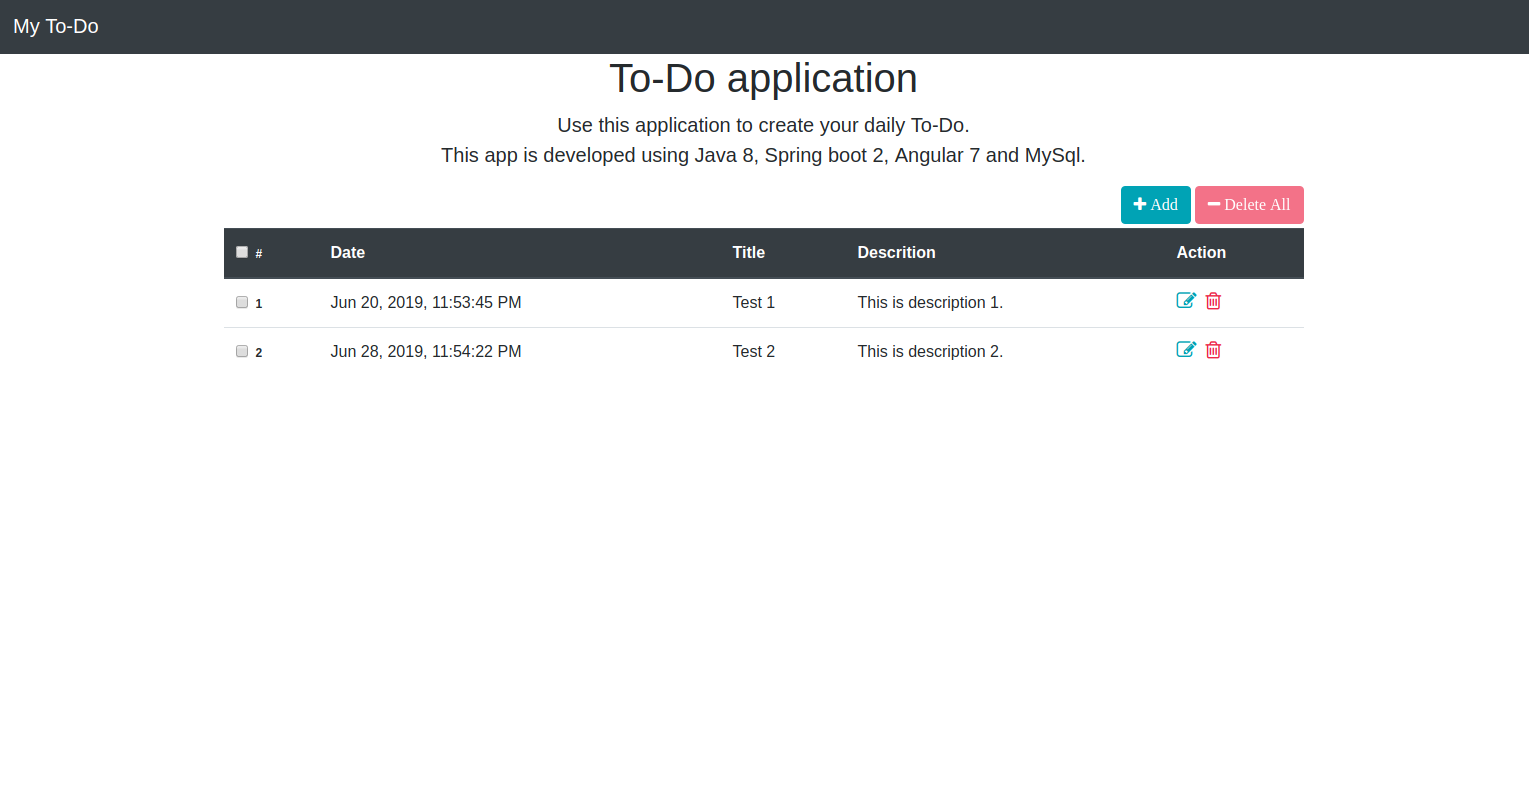 My To-Do
To-Do application
Use this application to create your daily To-Do.
This app is developed using Java 8, Spring boot 2, Angular 7 and MySql.
Add Delete All
# Date Title Descrition Action
1 Jun 20, 2019, 11:53:45 PM Test 1 This is description 1.
2 Jun 28, 2019, 11:54:22 PM Test 2 This is description 2.